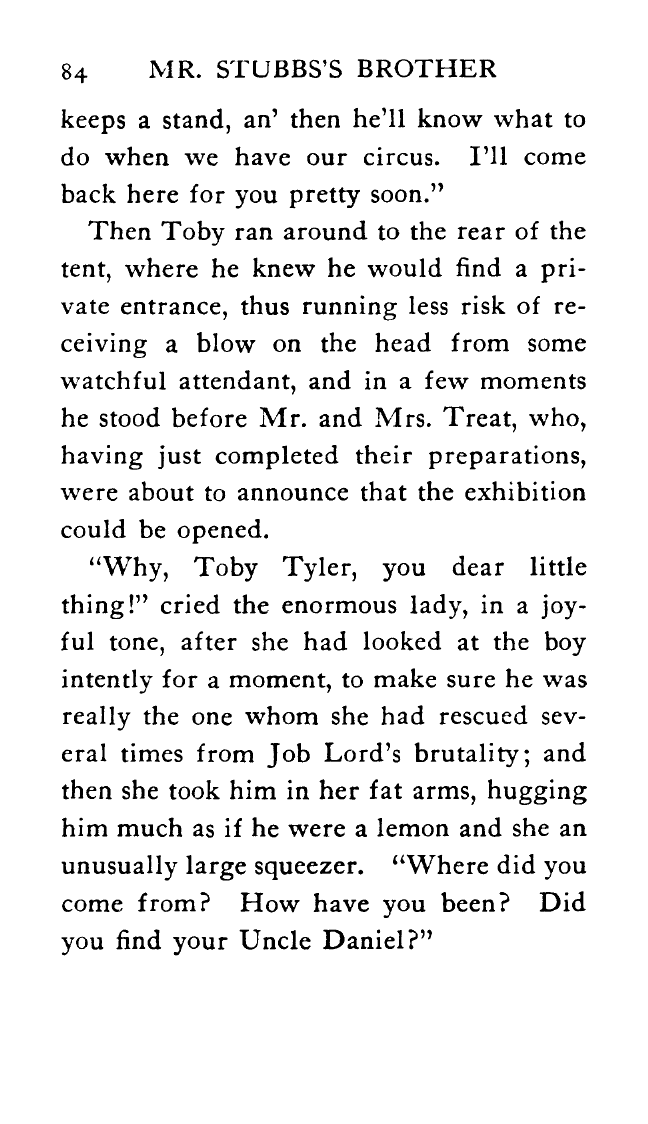 84 MR. STUBBS'S BROTHER
keeps a stand, an' then he'll know what to
do when we have our circus. I'll come
back here for you pretty soon."
Then Toby ran around to the rear of the
tent, where he knew he would find a pri-
vate entrance, thus running less risk of re-
ceiving a blow on the head from some
watchful attendant, and in a few moments
he stood before Mr. and Mrs. Treat, who,
having just completed their preparations,
were about to announce that the exhibition
could be opened.
"Why, Toby Tyler, you dear little
thing!" cried the enormous lady, in a joy-
ful tone, after she had looked at the boy
intently for a moment, to make sure he was
really the one whom she had rescued sev-
eral times from Job Lord's brutality; and
then she took him in her fat arms, hugging
him much as if he were a lemon and she an
unusually large squeezer. "Where did you
come from? How have you been? Did
you find your Uncle Daniel?"